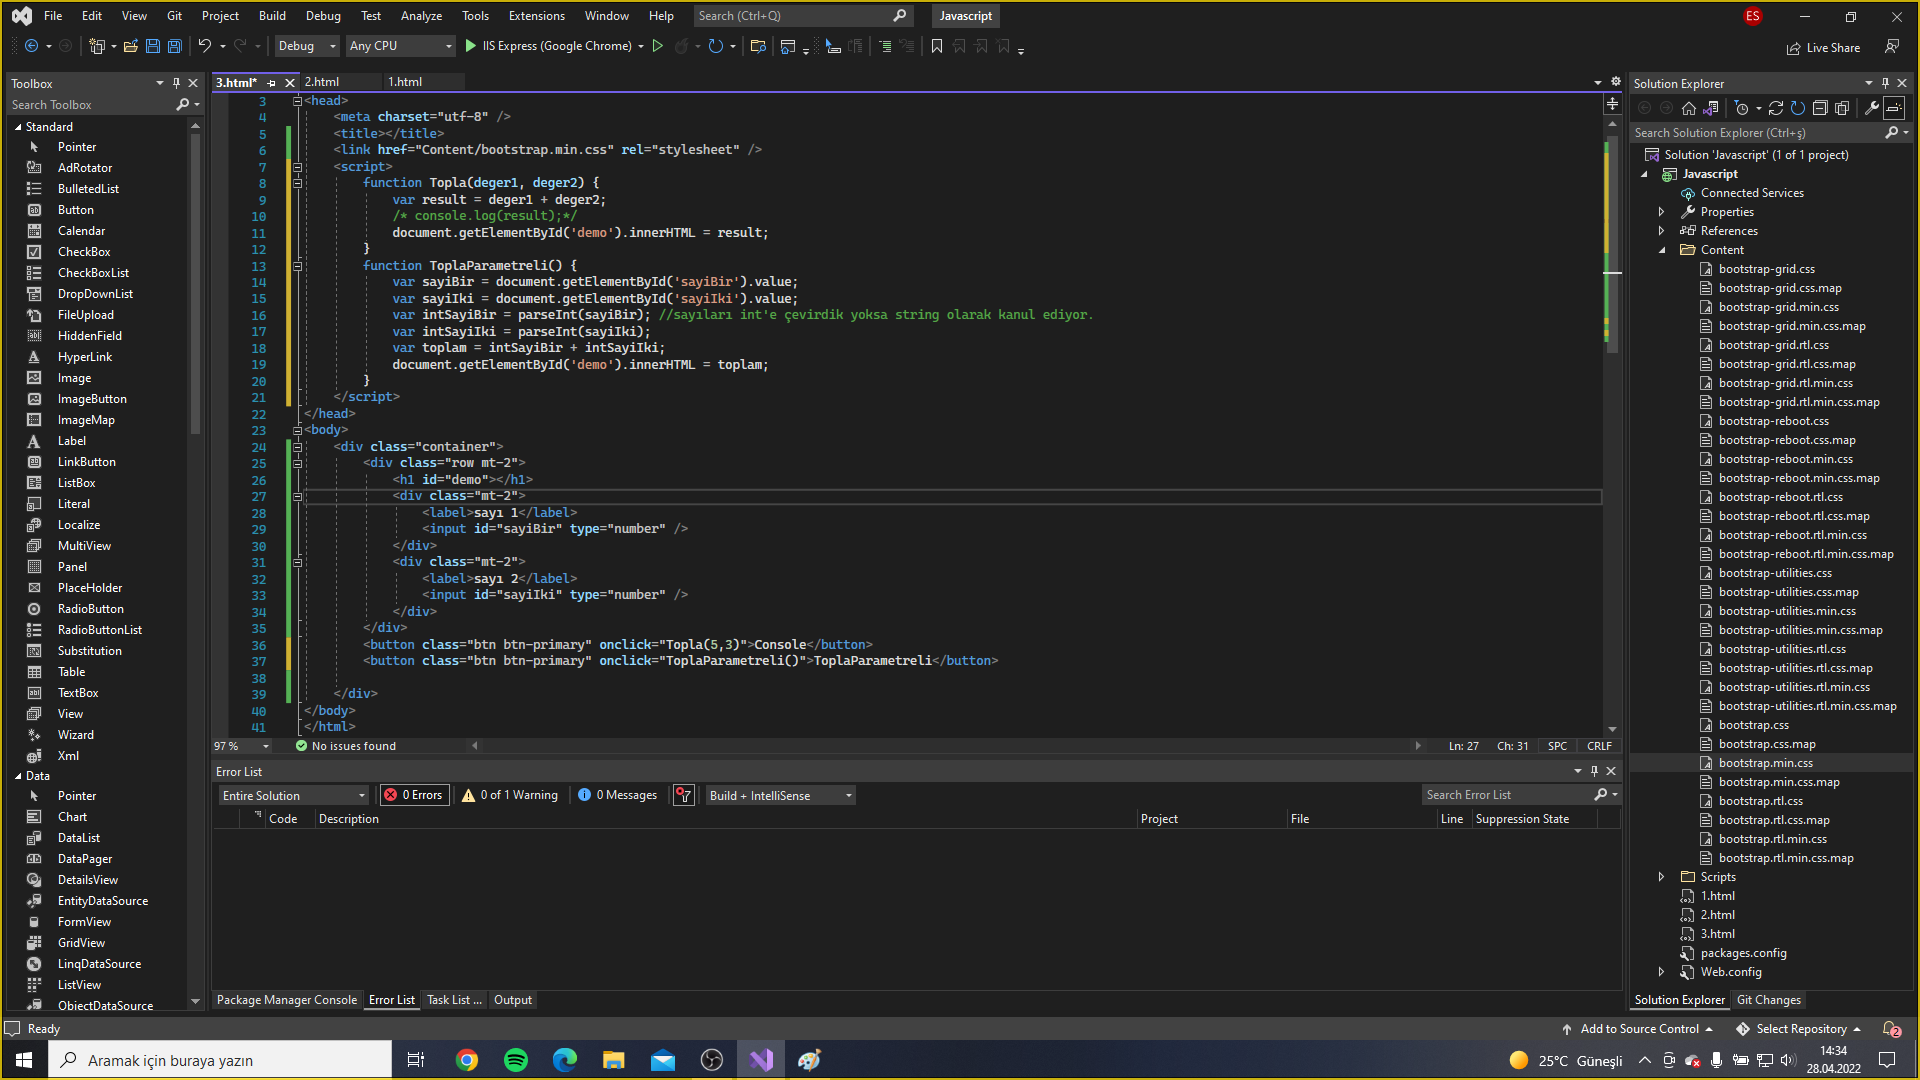 File Edit View Git Project Build Debug Test Analyze Tools Extensions Window Help Search (Ctrl+Q) Javascript ES
Debug Any CPU IIS Express (Google Chrome) Live Share
Toolbox
Search Toolbox
Standard
Pointer
AdRotator
BulletedList
Button
Calendar
CheckBox
CheckBoxList
DropDownList
FileUpload
HiddenField
HyperLink
Image
ImageButton
ImageMap
Label
LinkButton
ListBox
Literal
Localize
MultiView
Panel
PlaceHolder
RadioButton
RadioButtonList
Substitution
Table
TextBox
View
Wizard
Xml
Data
Pointer
Chart
DataList
DataPager
DetailsView
EntityDataSource
FormView
GridView
LinqDataSource
ListView
ObjectDataSource
3.html* 2.html 1.html
3 <head>
4 <meta charset="utf-8" />
5 <title></title>
6 <link href="Content/bootstrap.min.css" rel="stylesheet" />
7 <script>
8 function Topla(deger1, deger2) {
9 var result = deger1 + deger2;
10 /* console.log(result);*/
11 document.getElementById('demo').innerHTML = result;
12 }
13 function ToplaParametreli() {
14 var sayiBir = document.getElementById('sayiBir').value;
15 var sayiIki = document.getElementById('sayiIki').value;
16 var intSayiBir = parseInt(sayiBir); //sayıları int'e çevirdik yoksa string olarak kanul ediyor.
17 var intSayiIki = parseInt(sayiIki);
18 var toplam = intSayiBir + intSayiIki;
19 document.getElementById('demo').innerHTML = toplam;
20 }
21 </script>
22 </head>
23 <body>
24 <div class="container">
25 <div class="row mt-2">
26 <h1 id="demo"></h1>
27 <div class="mt-2">
28 <label>sayı 1</label>
29 <input id="sayiBir" type="number" />
30 </div>
31 <div class="mt-2">
32 <label>sayı 2</label>
33 <input id="sayiIki" type="number" />
34 </div>
35 </div>
36 <button class="btn btn-primary" onclick="Topla(5,3)">Console</button>
37 <button class="btn btn-primary" onclick="ToplaParametreli()">ToplaParametreli</button>
38
39 </div>
40 </body>
41 </html>
97 % No issues found Ln: 27 Ch: 31 SPC CRLF
Error List
Entire Solution 0 Errors 0 of 1 Warning 0 Messages Build + IntelliSense Search Error List
Code Description Project File Line Suppression State
Package Manager Console Error List Task List ... Output
Solution Explorer
Search Solution Explorer (Ctrl+ş)
Solution 'Javascript' (1 of 1 project)
Javascript
Connected Services
Properties
References
Content
bootstrap-grid.css
bootstrap-grid.css.map
bootstrap-grid.min.css
bootstrap-grid.min.css.map
bootstrap-grid.rtl.css
bootstrap-grid.rtl.css.map
bootstrap-grid.rtl.min.css
bootstrap-grid.rtl.min.css.map
bootstrap-reboot.css
bootstrap-reboot.css.map
bootstrap-reboot.min.css
bootstrap-reboot.min.css.map
bootstrap-reboot.rtl.css
bootstrap-reboot.rtl.css.map
bootstrap-reboot.rtl.min.css
bootstrap-reboot.rtl.min.css.map
bootstrap-utilities.css
bootstrap-utilities.css.map
bootstrap-utilities.min.css
bootstrap-utilities.min.css.map
bootstrap-utilities.rtl.css
bootstrap-utilities.rtl.css.map
bootstrap-utilities.rtl.min.css
bootstrap-utilities.rtl.min.css.map
bootstrap.css
bootstrap.css.map
bootstrap.min.css
bootstrap.min.css.map
bootstrap.rtl.css
bootstrap.rtl.css.map
bootstrap.rtl.min.css
bootstrap.rtl.min.css.map
Scripts
1.html
2.html
3.html
packages.config
Web.config
Solution Explorer Git Changes
Ready Add to Source Control Select Repository 2
Aramak için buraya yazın 25°C Güneşli 14:34
28.04.2022